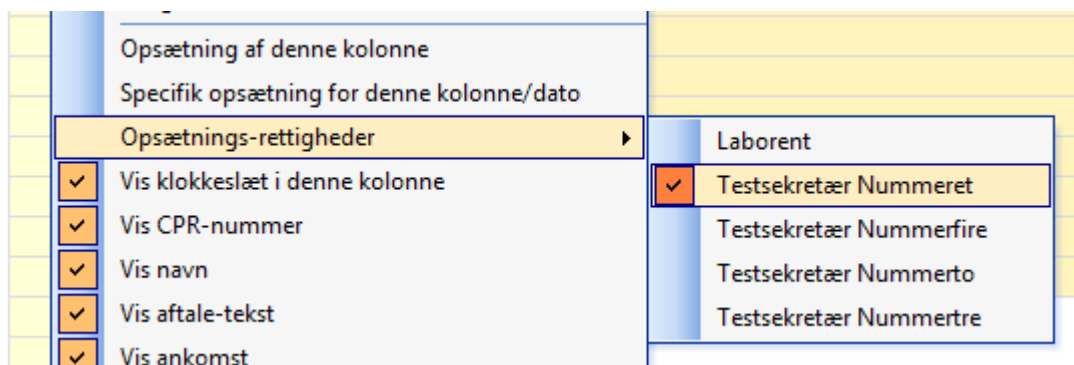 Opsætning af denne kolonne
Specifik opsætning for denne kolonne/dato
Opsætnings-rettigheder
Vis klokkeslæt i denne kolonne
Vis CPR-nummer
Vis navn
Vis aftale-tekst
Vis ankomst
Laborent
Testsekretær Nummeret
Testsekretær Nummerfire
Testsekretær Nummerto
Testsekretær Nummertre